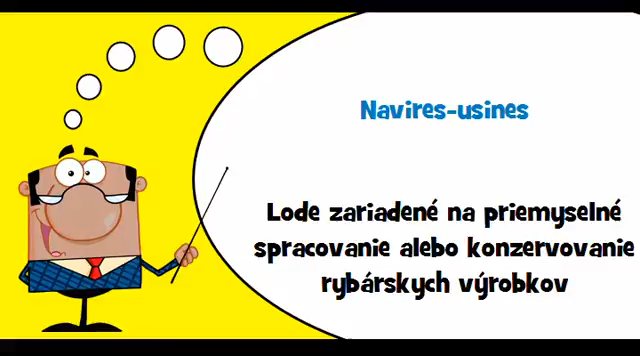 Navires-usines
Lode zariadené na priemyselné
spracovanie alebo konzervovanie
rybárskych výrobkov